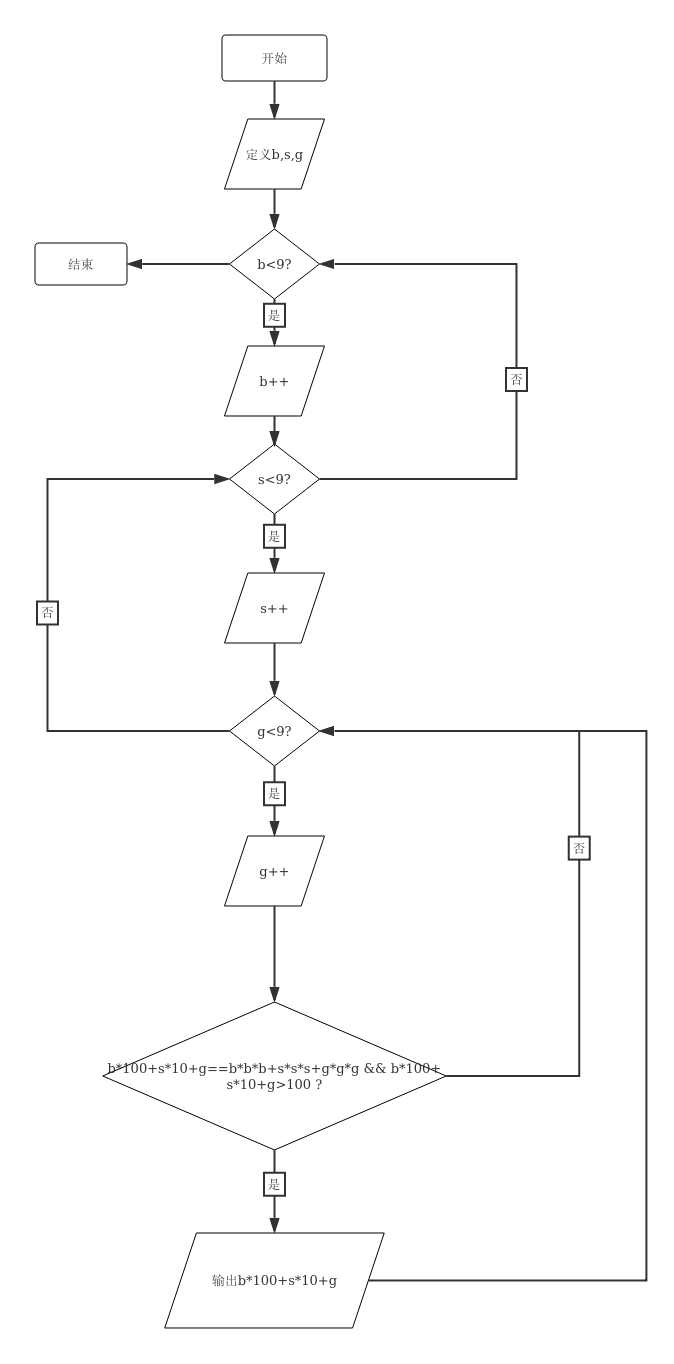 开始
定义b,s,g
结束
b<9?
是
b++
否
s<9?
是
s++
否
g<9?
是
g++
否
b*100+s*10+g==b*b*b+s*s*s+g*g*g && b*100+
s*10+g>100 ?
是
输出b*100+s*10+g